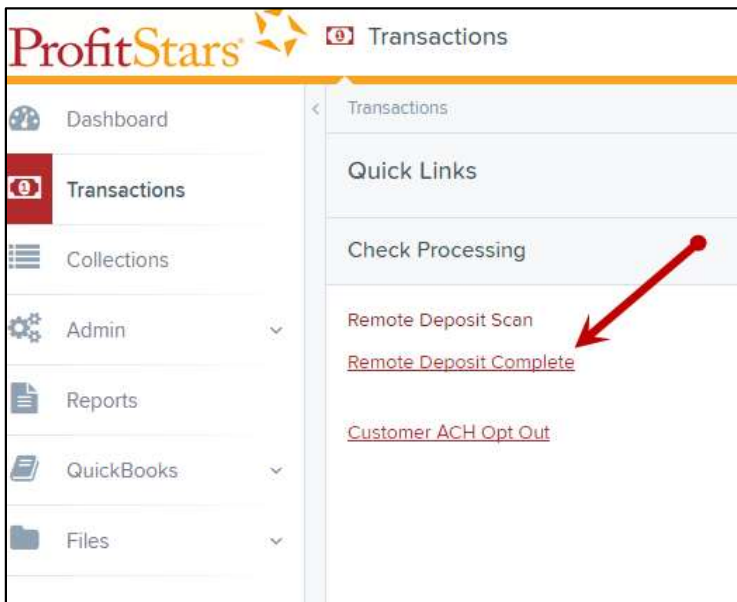 ProfitStars®
Transactions
Dashboard
Transactions
Collections
Admin
Reports
QuickBooks
Files
Transactions
Quick Links
Check Processing
Remote Deposit Scan
Remote Deposit Complete
Customer ACH Opt Out